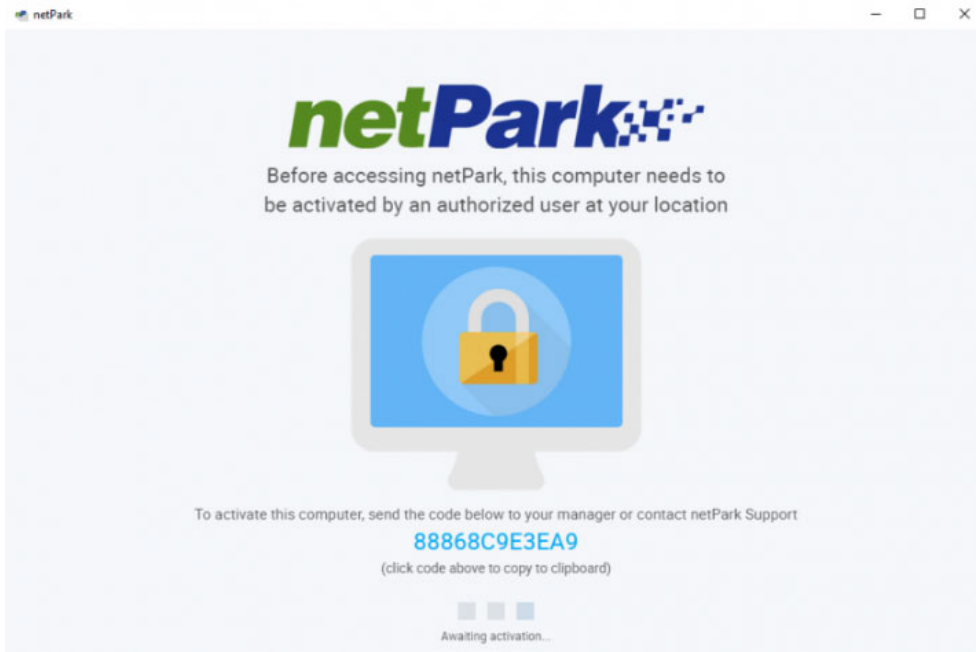 netPark
netPark
Before accessing netPark, this computer needs to
be activated by an authorized user at your location
To activate this computer, send the code below to your manager or contact netPark Support
88868C9E3EA9
(click code above to copy to clipboard)
Awaiting activation...